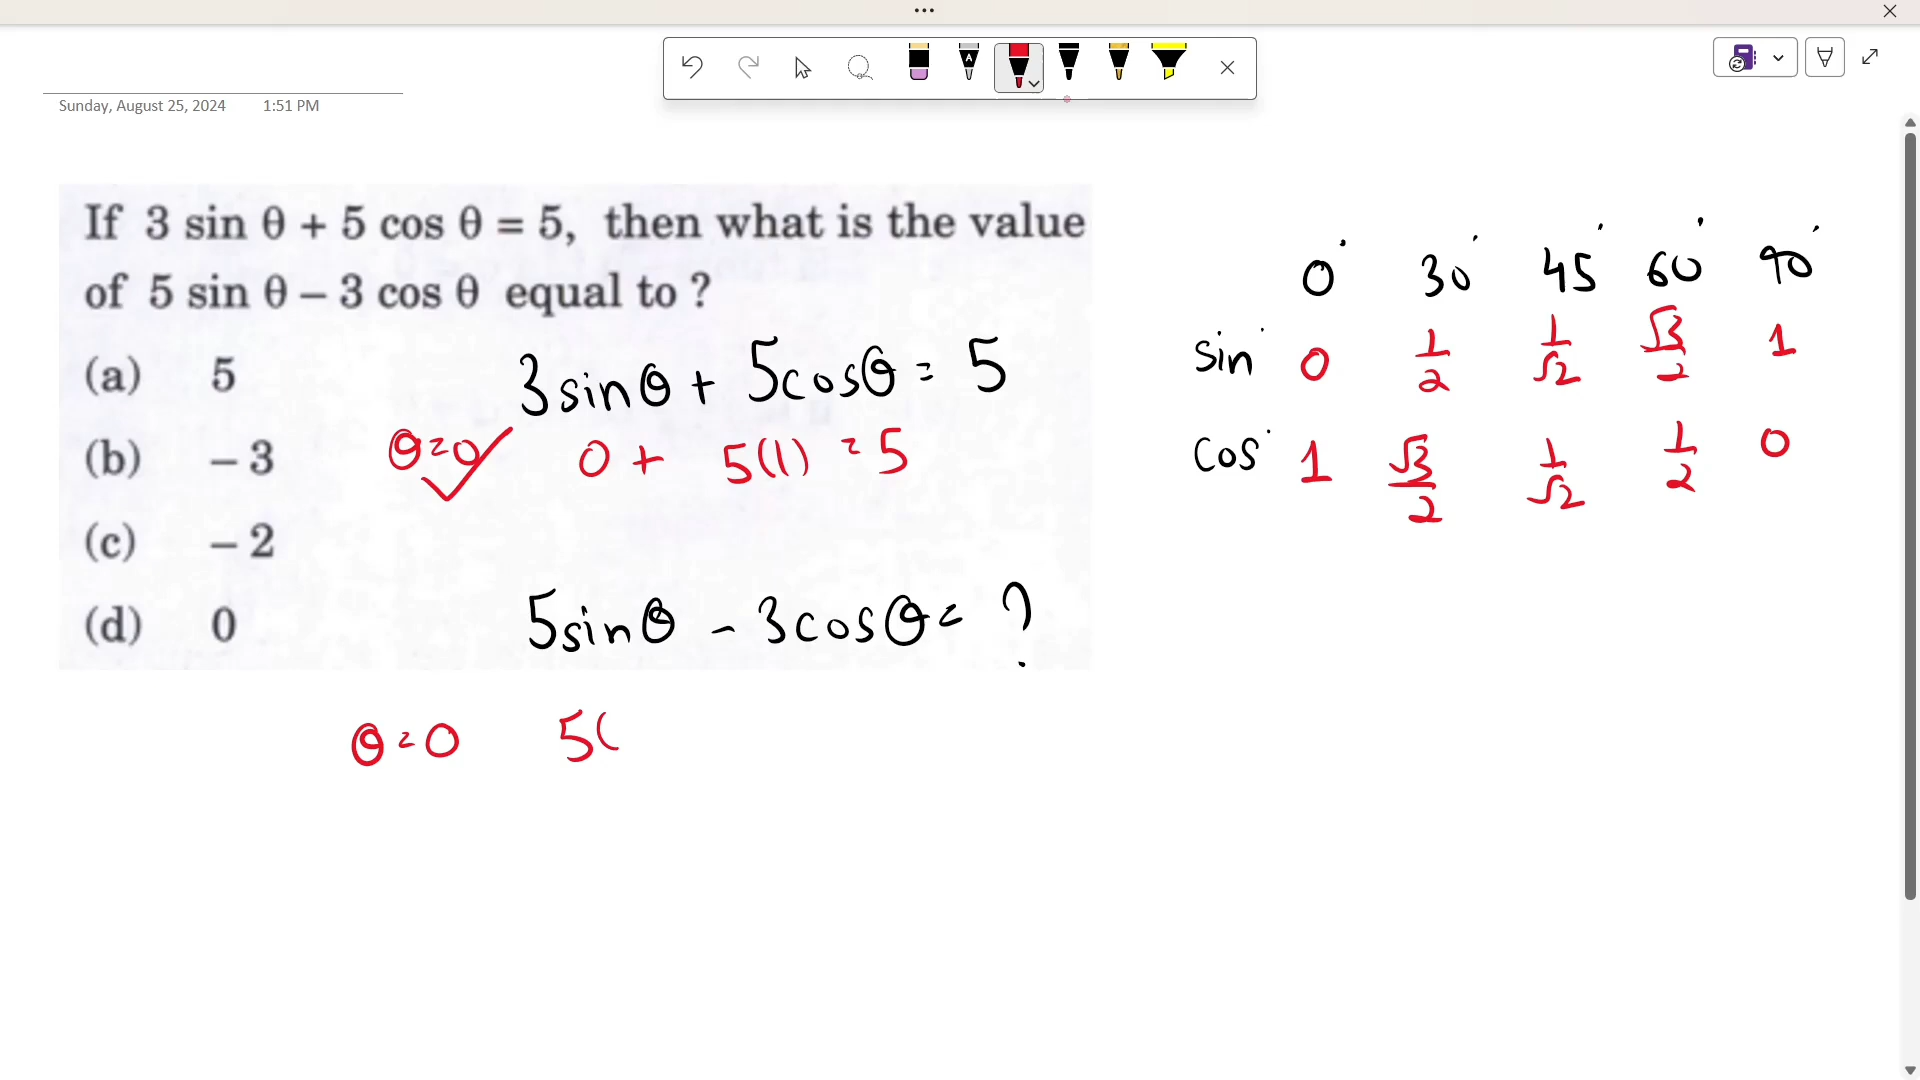 Sunday, August 25, 2024 1:51 PM
If 3 sin θ + 5 cos θ = 5, then what is the value
of 5 sin θ – 3 cos θ equal to ?
(a) 5
(b) – 3
(c) – 2
(d) 0
3sinθ + 5cosθ = 5
θ=0 0 + 5(1) = 5
5sinθ - 3cosθ = ?
θ=0 5(
0° 30° 45° 60° 90°
sin 0 1/2 1/√2 √3/2 1
cos 1 √3/2 1/√2 1/2 0